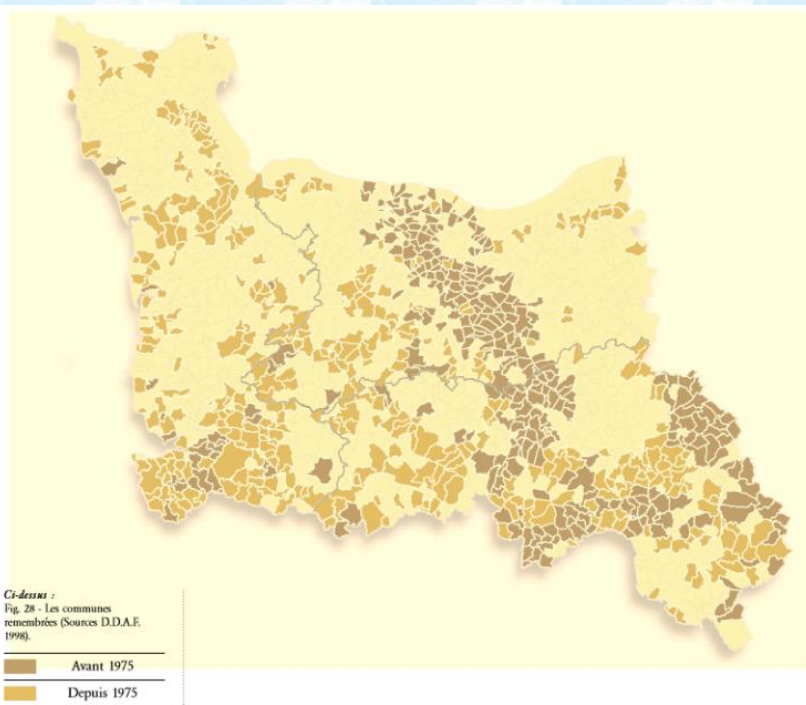 Ci-dessus :
Fig. 28 - Les communes
remembrées (Sources D.D.A.F.
1998).
Avant 1975
Depuis 1975